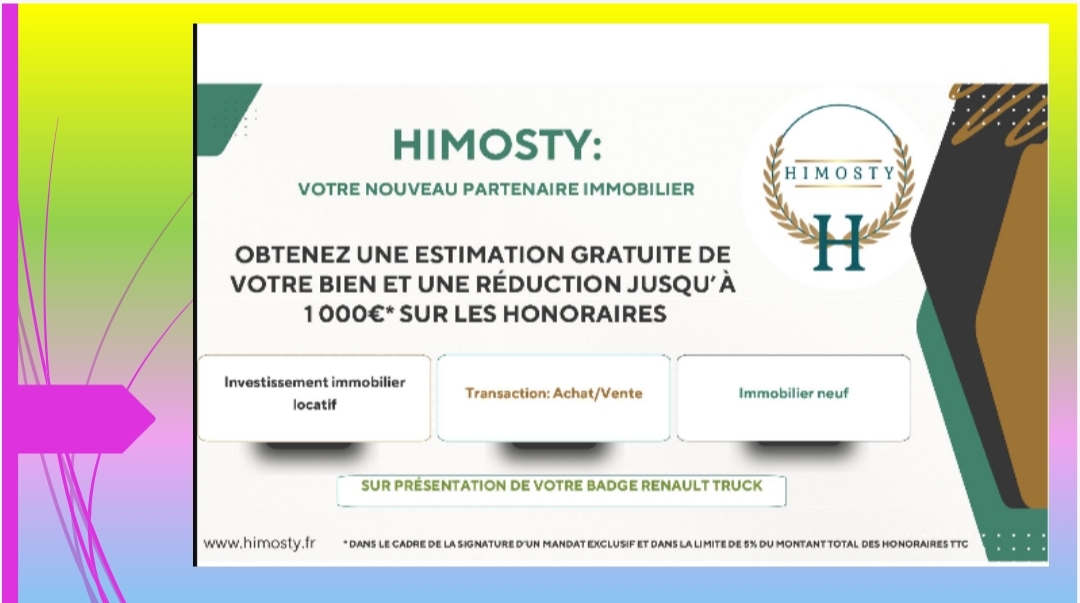 HIMOSTY:
VOTRE NOUVEAU PARTENAIRE IMMOBILIER
HIMOSTY
H
OBTENEZ UNE ESTIMATION GRATUITE DE
VOTRE BIEN ET UNE RÉDUCTION JUSQU'À
1 000€* SUR LES HONORAIRES
Investissement immobilier
locatif
Transaction: Achat/Vente
Immobilier neuf
SUR PRÉSENTATION DE VOTRE BADGE RENAULT TRUCK
www.himosty.fr
*DANS LE CADRE DE LA SIGNATURE D'UN MANDAT EXCLUSIF ET DANS LA LIMITE DE 5% DU MONTANT TOTAL DES HONORAIRES TTC